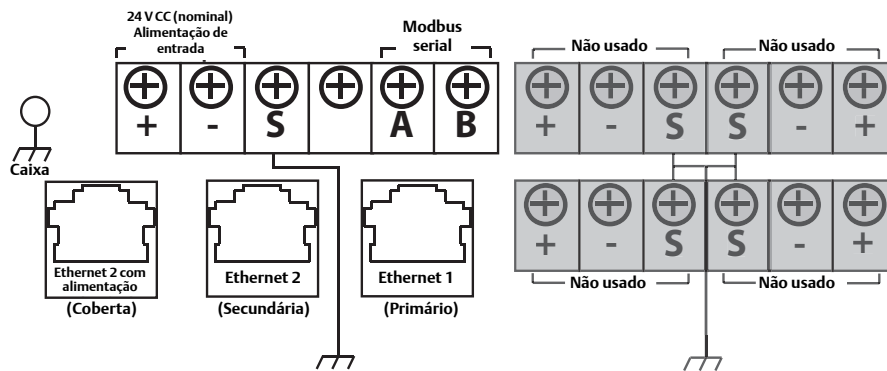 24 V CC (nominal)
Alimentação de
entrada
Modbus
serial
Não usado
Não usado
+ - S A B
+ - S S - +
Caixa
+ - S S - +
Não usado
Não usado
Ethernet 2 com
alimentação
Ethernet 2
Ethernet 1
(Coberta)
(Secundária)
(Primário)